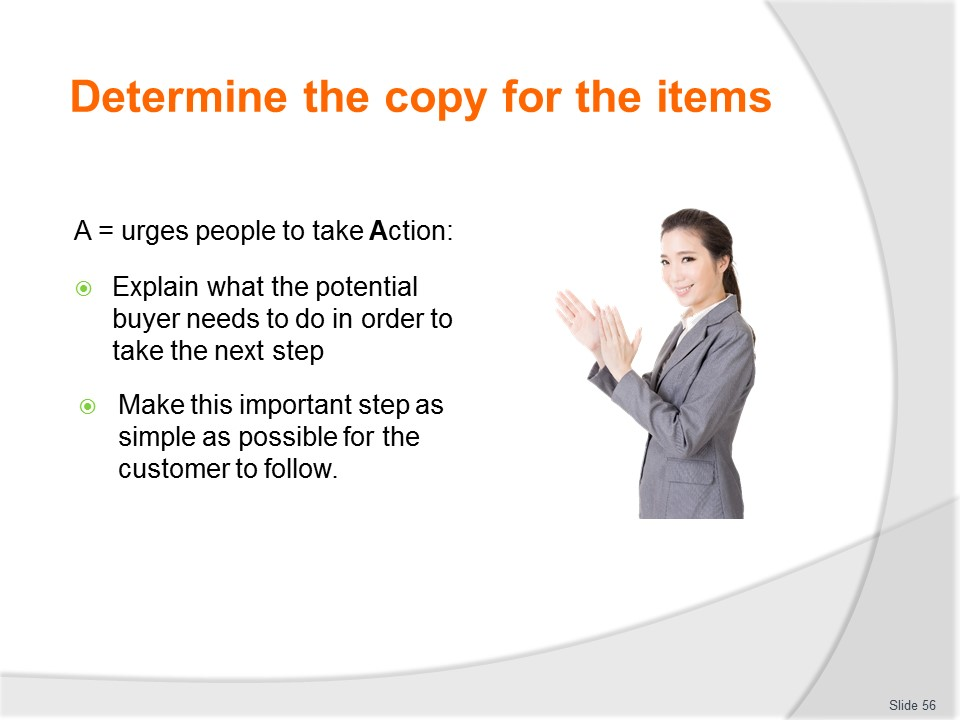 Determine the copy for the items
A = urges people to take Action:
Explain what the potential
buyer needs to do in order to
take the next step
Make this important step as
simple as possible for the
customer to follow.
Slide 56